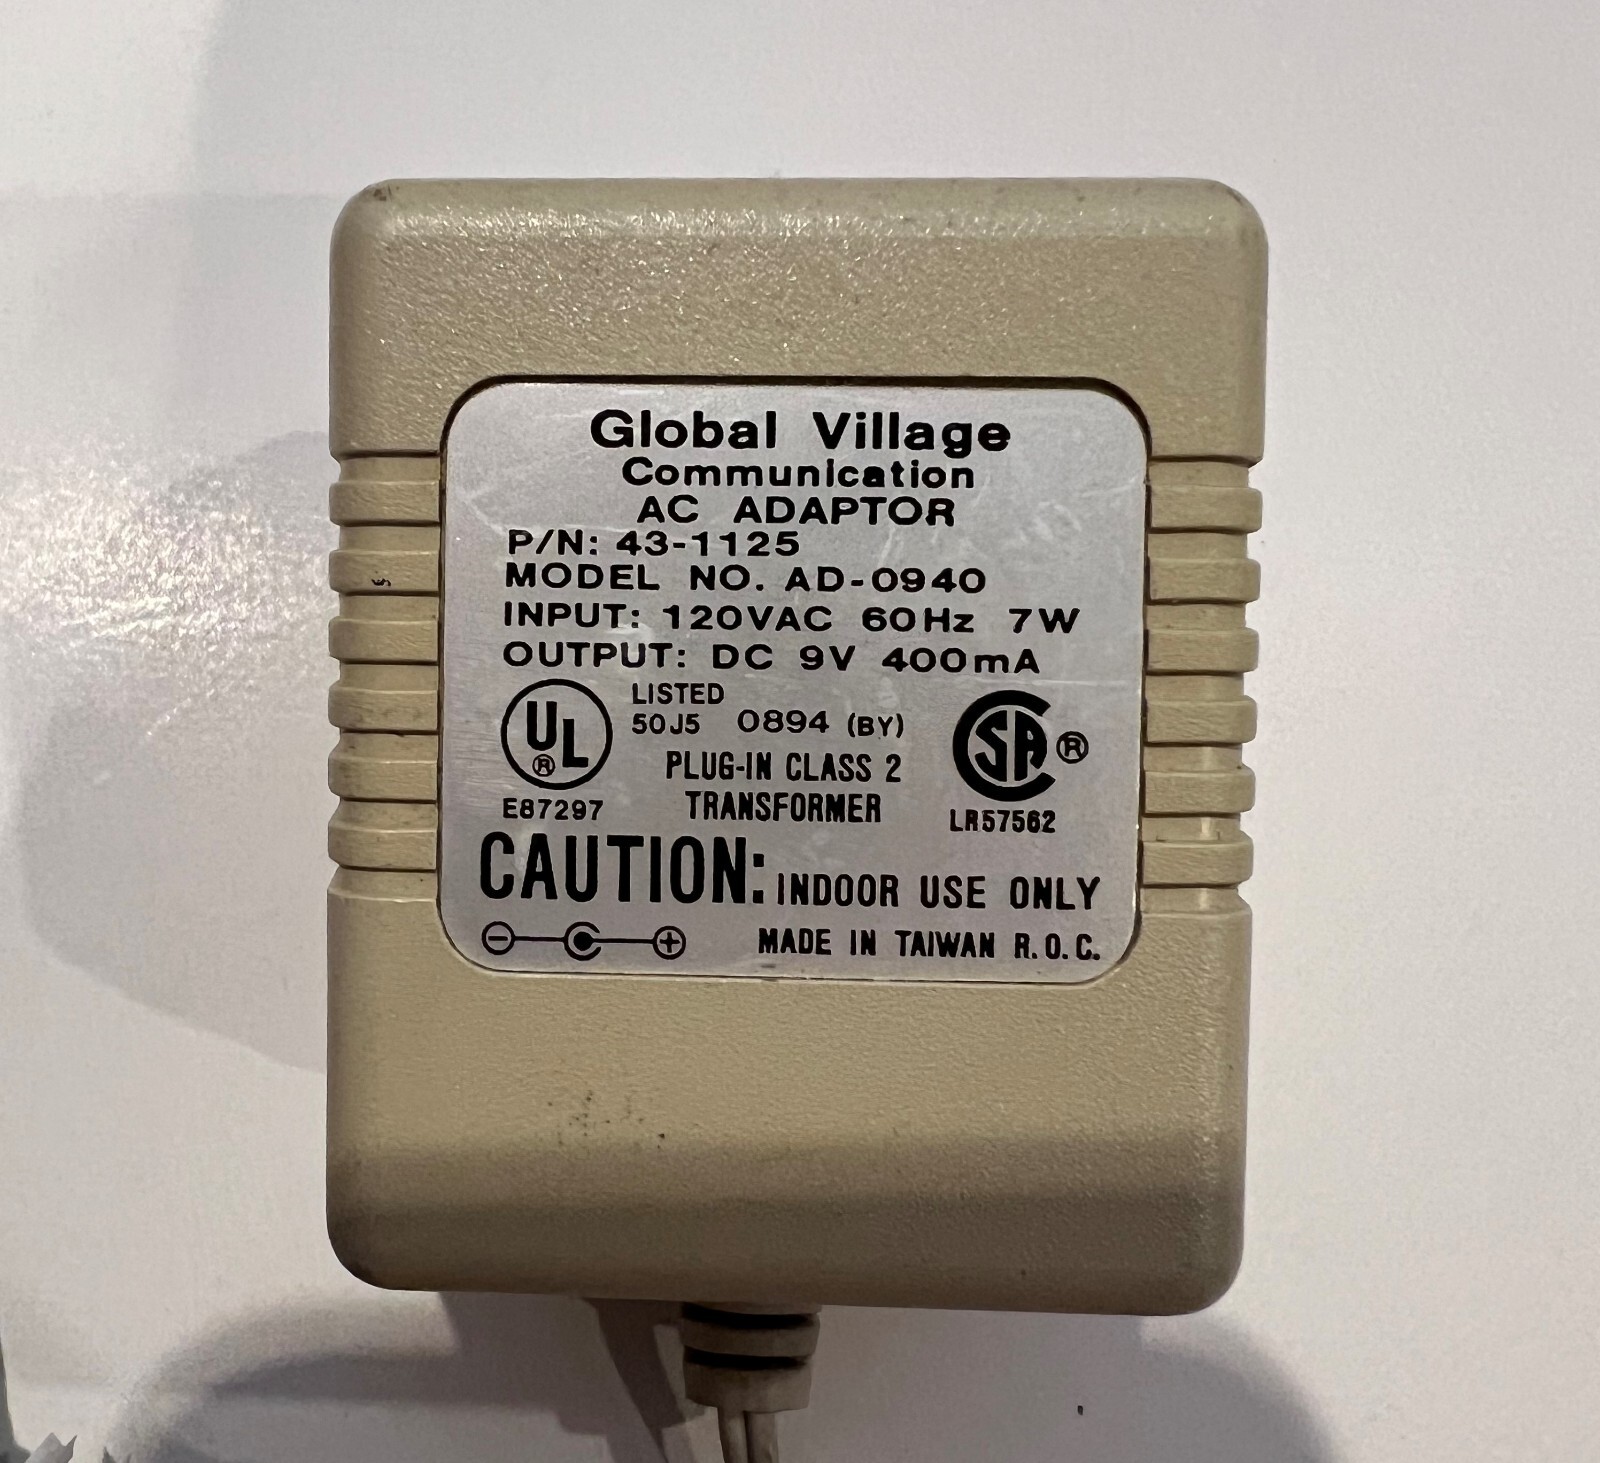 Global Village
Communication
AC ADAPTOR
P/N: 43-1125
MODEL NO. AD-0940
INPUT: 120VAC 60Hz 7W
OUTPUT: DC 9V 400mA
UL ®
LISTED
50J5 0894 (BY)
PLUG-IN CLASS 2
TRANSFORMER
E87297
SA ®
LR57562
CAUTION: INDOOR USE ONLY
MADE IN TAIWAN R.O.C.